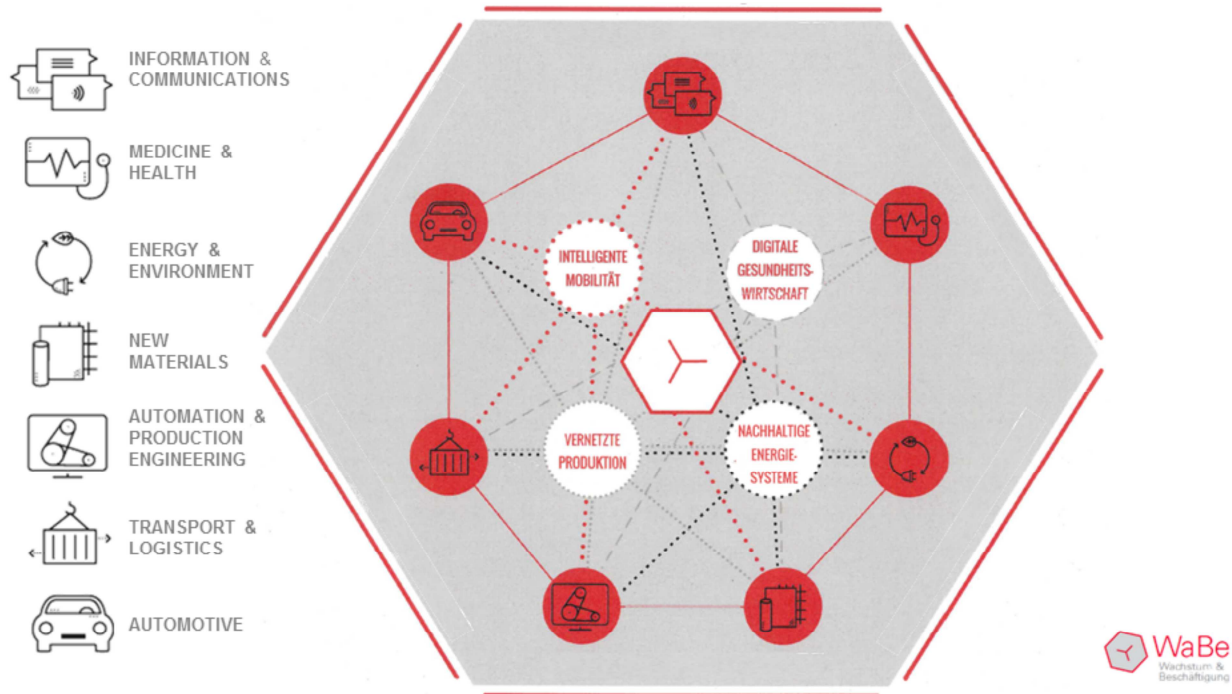 INFORMATION &
COMMUNICATIONS
MEDICINE &
HEALTH
ENERGY &
ENVIRONMENT
NEW
MATERIALS
AUTOMATION &
PRODUCTION
ENGINEERING
TRANSPORT &
LOGISTICS
AUTOMOTIVE
INTELLIGENTE
MOBILITÄT
DIGITALE
GESUNDHEITS-
WIRTSCHAFT
VERNETZTE
PRODUKTION
NACHHALTIGE
ENERGIE-
SYSTEME
WaBe
Wachstum &
Beschäftigung